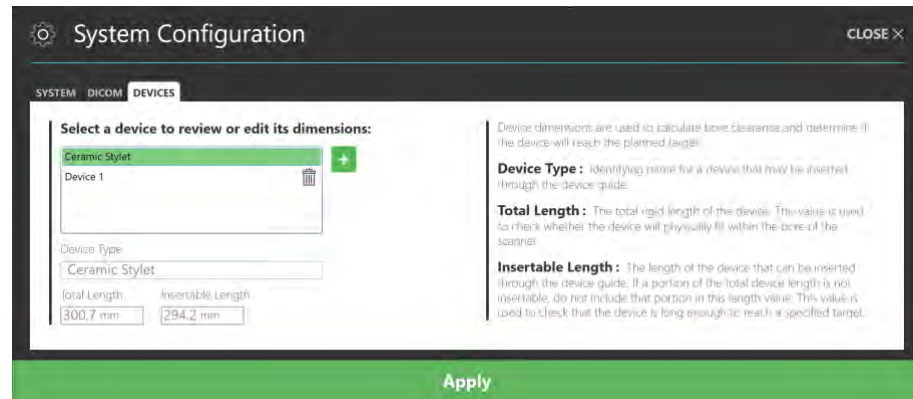 System Configuration
CLOSE ×
SYSTEM DICOM DEVICES
Select a device to review or edit its dimensions:
Ceramic Stylet
+
Device 1
Device Type
Ceramic Stylet
Total Length Insertable Length
300.7 mm 294.2 mm
Device dimensions are used to calculate bore clearance and determine if
the device will reach the planned target.
Device Type : Identifying name for a device that may be inserted
through the device guide.
Total Length : The total rigid length of the device. This value is used
to check whether the device will physically fit within the bore of the
scanner.
Insertable Length : The length of the device that can be inserted
through the device guide. If a portion of the total device length is not
insertable, do not include that portion in this length value. This value is
used to check that the device is long enough to reach a specified target.
Apply